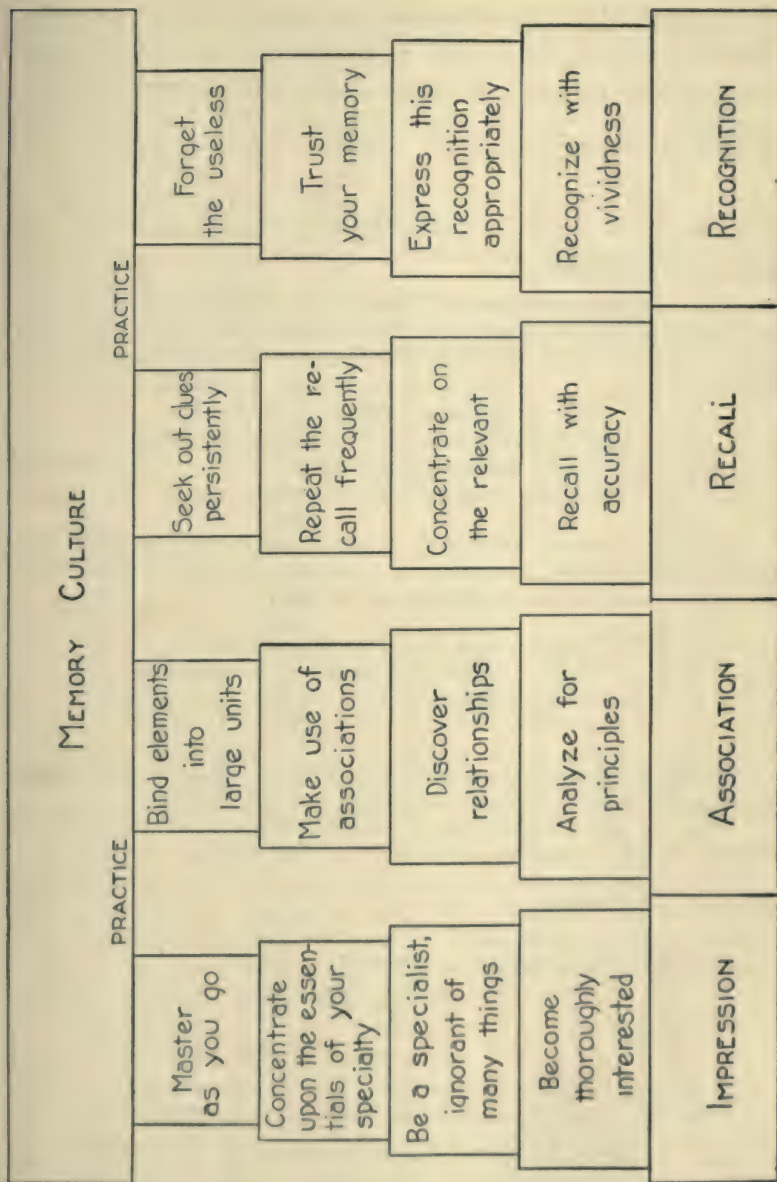 MEMORY CULTURE
PRACTICE
PRACTICE
Master
as you go
Concentrate
upon the essen-
tials of your
specialty
Be a specialist,
ignorant of
many things
Become
thoroughly
interested
IMPRESSION
Bind elements
into
large units
Make use of
associations
Discover
relationships
Analyze for
principles
ASSOCIATION
Seek out clues
persistently
Repeat the re-
call frequently
Concentrate on
the relevant
Recall with
accuracy
RECALL
Forget
the useless
Trust
your memory
Express this
recognition
appropriately
Recognize with
vividness
RECOGNITION